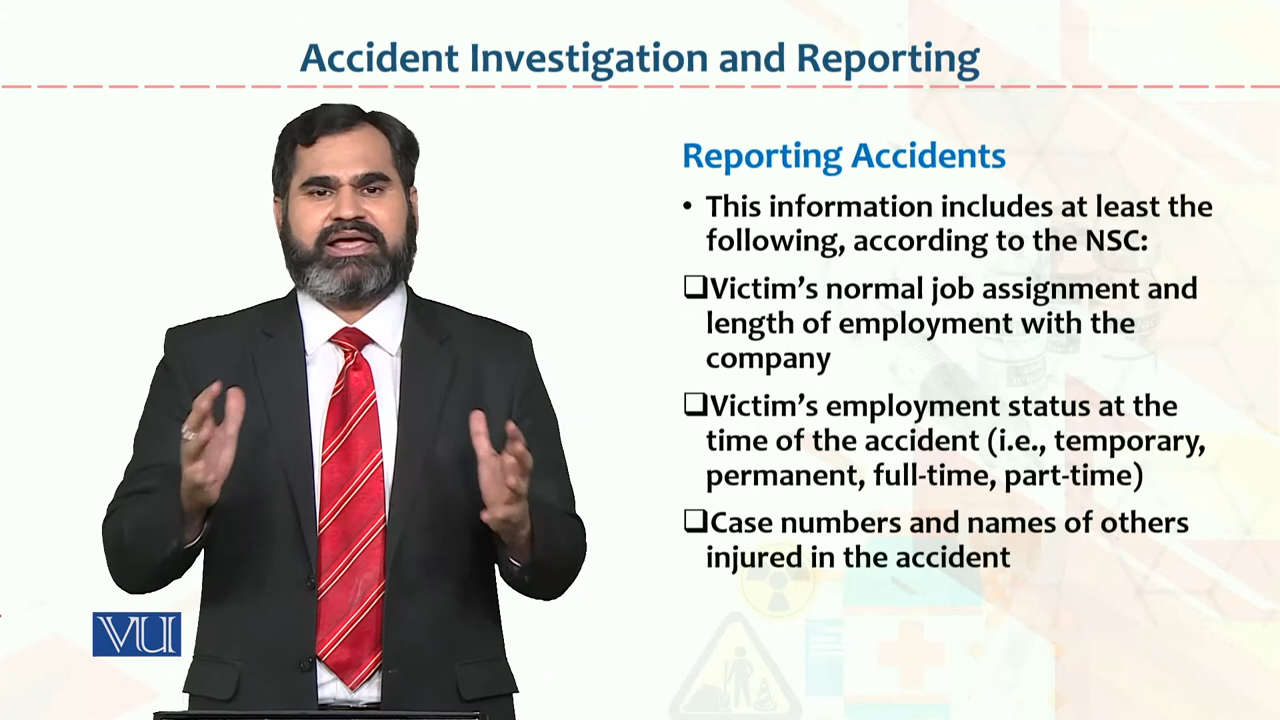 Accident Investigation and Reporting
Reporting Accidents
• This information includes at least the
following, according to the NSC:
❑Victim’s normal job assignment and
length of employment with the
company
❑Victim’s employment status at the
time of the accident (i.e., temporary,
permanent, full-time, part-time)
❑Case numbers and names of others
injured in the accident
VU